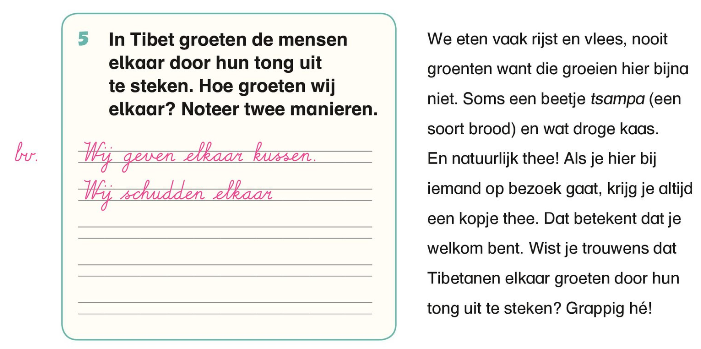 5 In Tibet groeten de mensen
elkaar door hun tong uit
te steken. Hoe groeten wij
elkaar? Noteer twee manieren.
bv. Wij geven elkaar kussen.
Wij schudden elkaar
We eten vaak rijst en vlees, nooit
groenten want die groeien hier bijna
niet. Soms een beetje tsampa (een
soort brood) en wat droge kaas.
En natuurlijk thee! Als je hier bij
iemand op bezoek gaat, krijg je altijd
een kopje thee. Dat betekent dat je
welkom bent. Wist je trouwens dat
Tibetanen elkaar groeten door hun
tong uit te steken? Grappig hé!